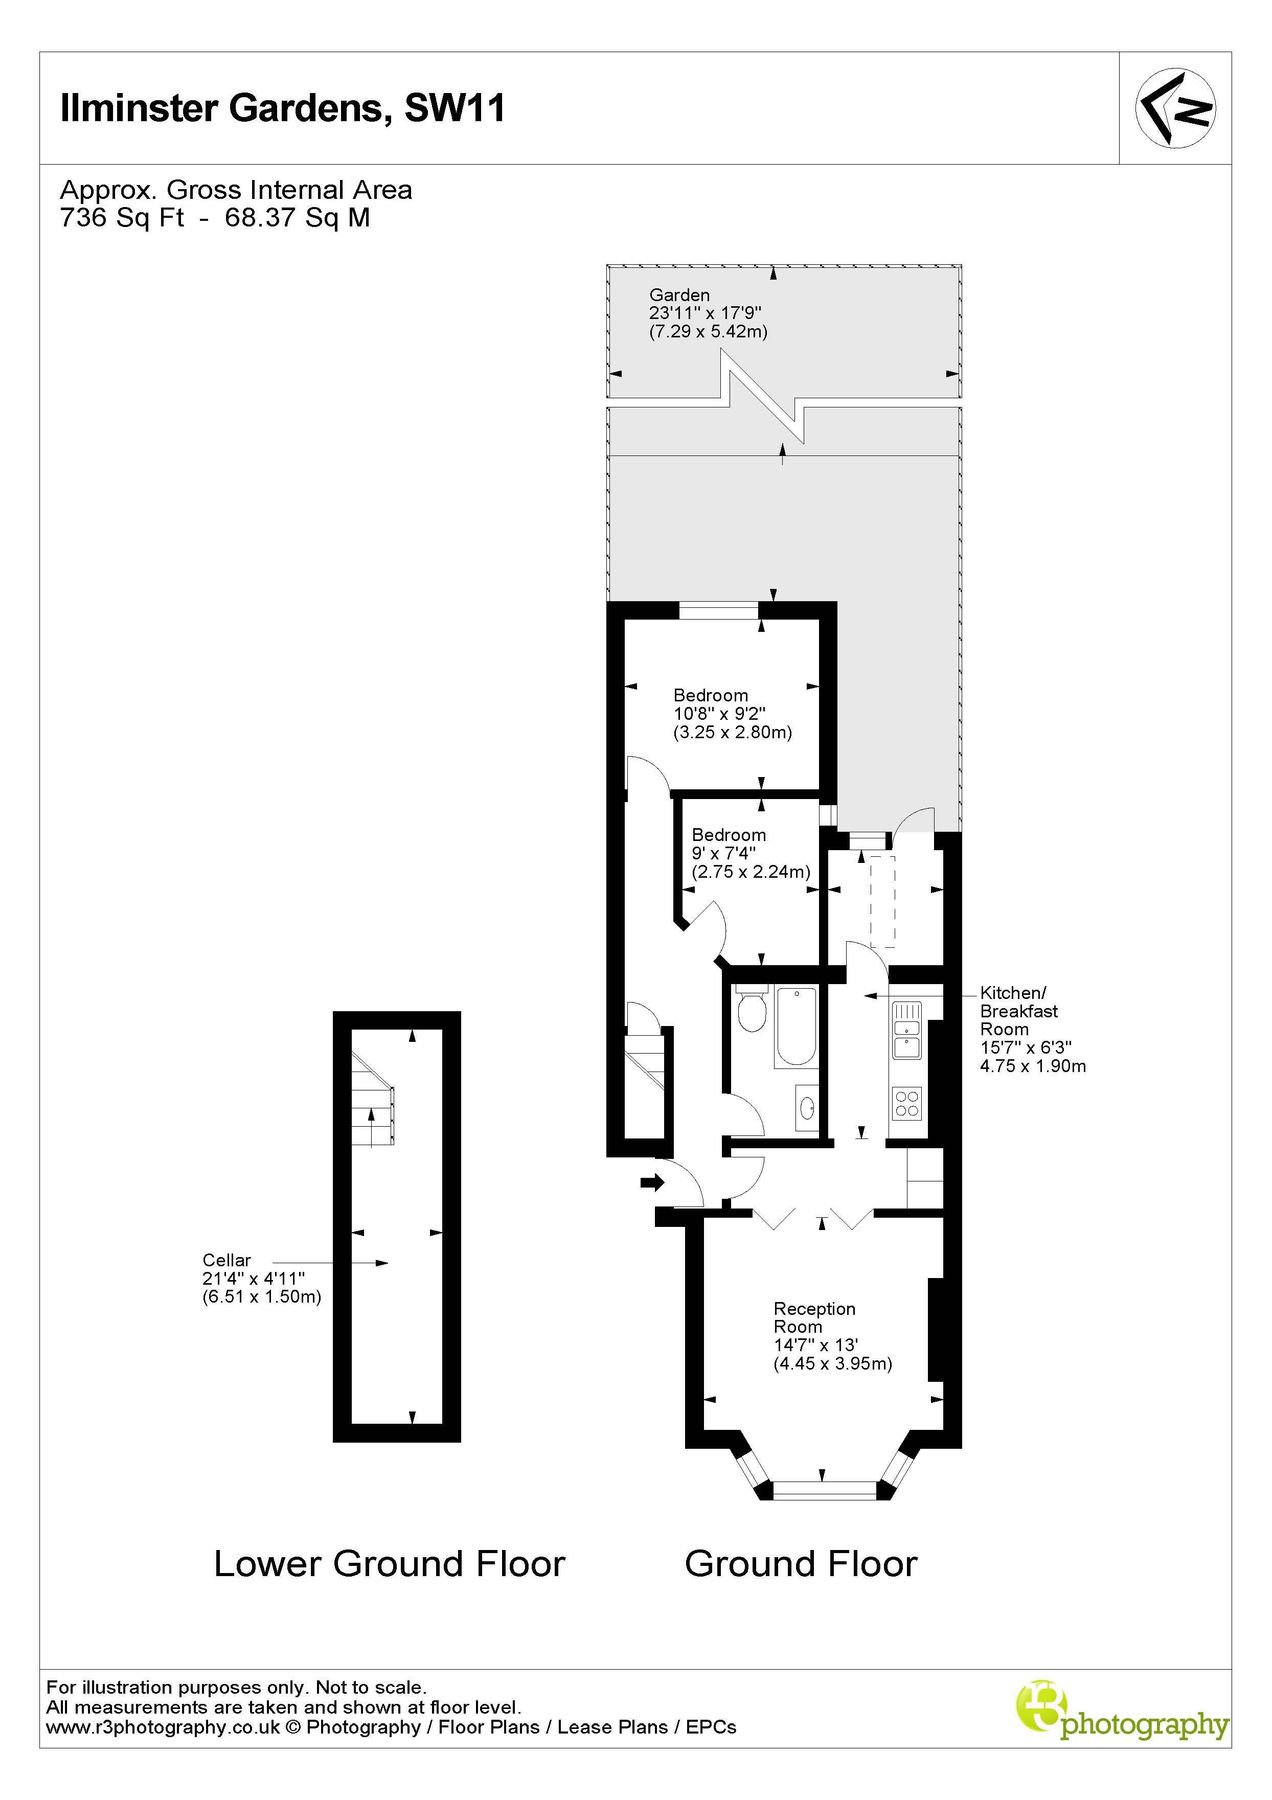 Ilminster Gardens, SW11
N
Approx. Gross Internal Area
736 Sq Ft  -  68.37 Sq M
Garden
23'11" x 17'9"
(7.29 x 5.42m)
Bedroom
10'8" x 9'2"
(3.25 x 2.80m)
Bedroom
9' x 7'4"
(2.75 x 2.24m)
Kitchen/
Breakfast
Room
15'7" x 6'3"
4.75 x 1.90m
Cellar
21'4" x 4'11"
(6.51 x 1.50m)
Reception
Room
14'7" x 13'
(4.45 x 3.95m)
Lower Ground Floor
Ground Floor
For illustration purposes only. Not to scale.
All measurements are taken and shown at floor level.
www.r3photography.co.uk © Photography / Floor Plans / Lease Plans / EPCs
R3
photography